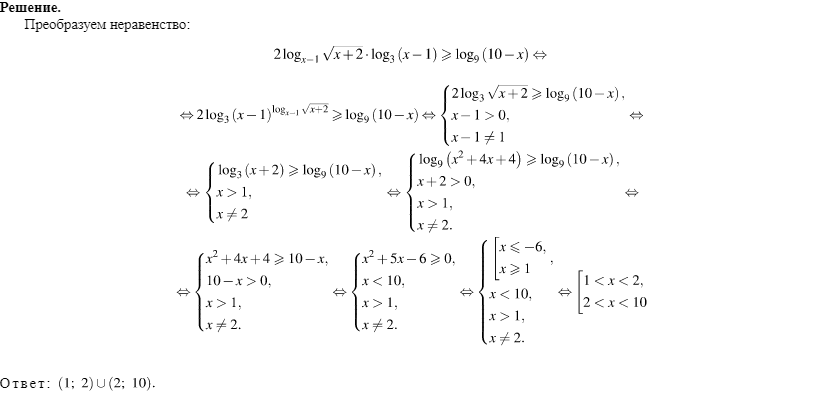 Решение.
Преобразуем неравенство:
2 log_{x−1} √(x+2) · log_3 (x−1) ⩾ log_9 (10−x) ⇔
⇔ 2 log_3 (x−1)^{log_{x−1} √(x+2)} ⩾ log_9 (10−x) ⇔ { 2 log_3 √(x+2) ⩾ log_9 (10−x), x−1 > 0, x−1 ≠ 1 ⇔
⇔ { log_3 (x+2) ⩾ log_9 (10−x), x > 1, x ≠ 2 ⇔ { log_9 (x²+4x+4) ⩾ log_9 (10−x), x+2 > 0, x > 1, x ≠ 2. ⇔
⇔ { x²+4x+4 ⩾ 10−x, 10−x > 0, x > 1, x ≠ 2. ⇔ { x²+5x−6 ⩾ 0, x < 10, x > 1, x ≠ 2. ⇔ { [ x ⩽ −6, x ⩾ 1 , x < 10, x > 1, x ≠ 2. ⇔ [ 1 < x < 2, 2 < x < 10
Ответ: (1; 2)∪(2; 10).